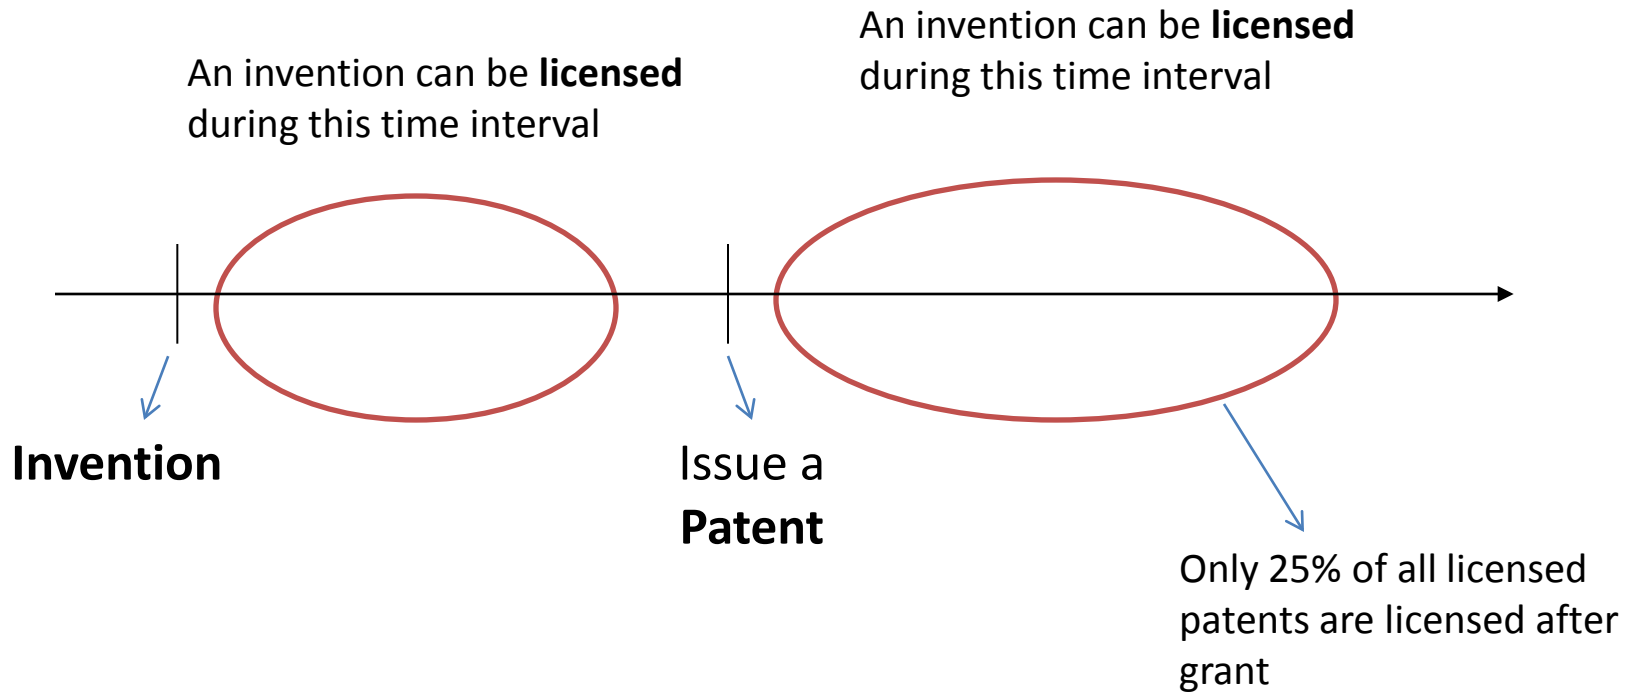 An invention can be licensed
during this time interval
An invention can be licensed
during this time interval
Invention
Issue a
Patent
Only 25% of all licensed
patents are licensed after
grant